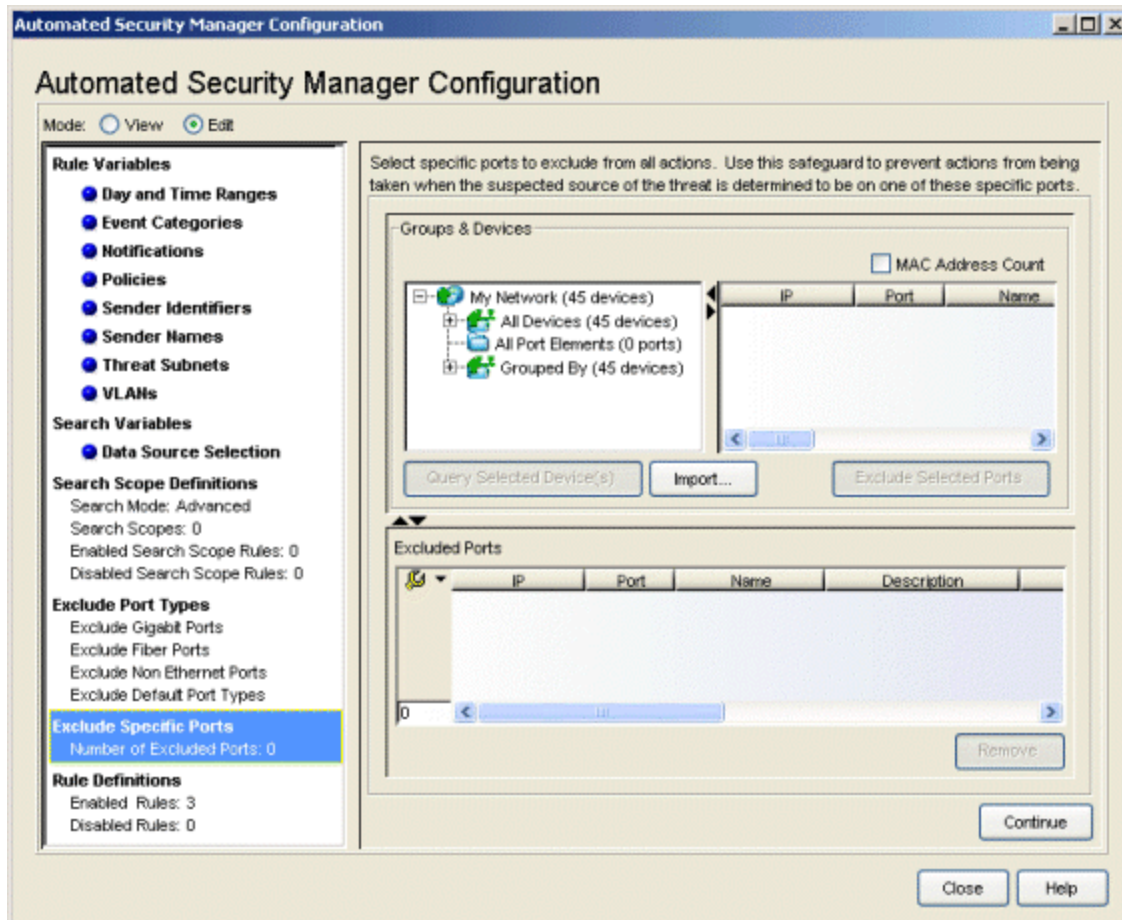 Automated Security Manager Configuration
Automated Security Manager Configuration
Mode: View Edit
Rule Variables
Day and Time Ranges
Event Categories
Notifications
Policies
Sender Identifiers
Sender Names
Threat Subnets
VLANs
Search Variables
Data Source Selection
Search Scope Definitions
Search Mode: Advanced
Search Scopes: 0
Enabled Search Scope Rules: 0
Disabled Search Scope Rules: 0
Exclude Port Types
Exclude Gigabit Ports
Exclude Fiber Ports
Exclude Non Ethernet Ports
Exclude Default Port Types
Exclude Specific Ports
Number of Excluded Ports: 0
Rule Definitions
Enabled Rules: 3
Disabled Rules: 0
Select specific ports to exclude from all actions. Use this safeguard to prevent actions from being
taken when the suspected source of the threat is determined to be on one of these specific ports.
Groups & Devices
MAC Address Count
My Network (45 devices)
All Devices (45 devices)
All Port Elements (0 ports)
Grouped By (45 devices)
IP Port Name
Query Selected Device(s) Import... Exclude Selected Ports
Excluded Ports
IP Port Name Description
0
Remove
Continue
Close Help